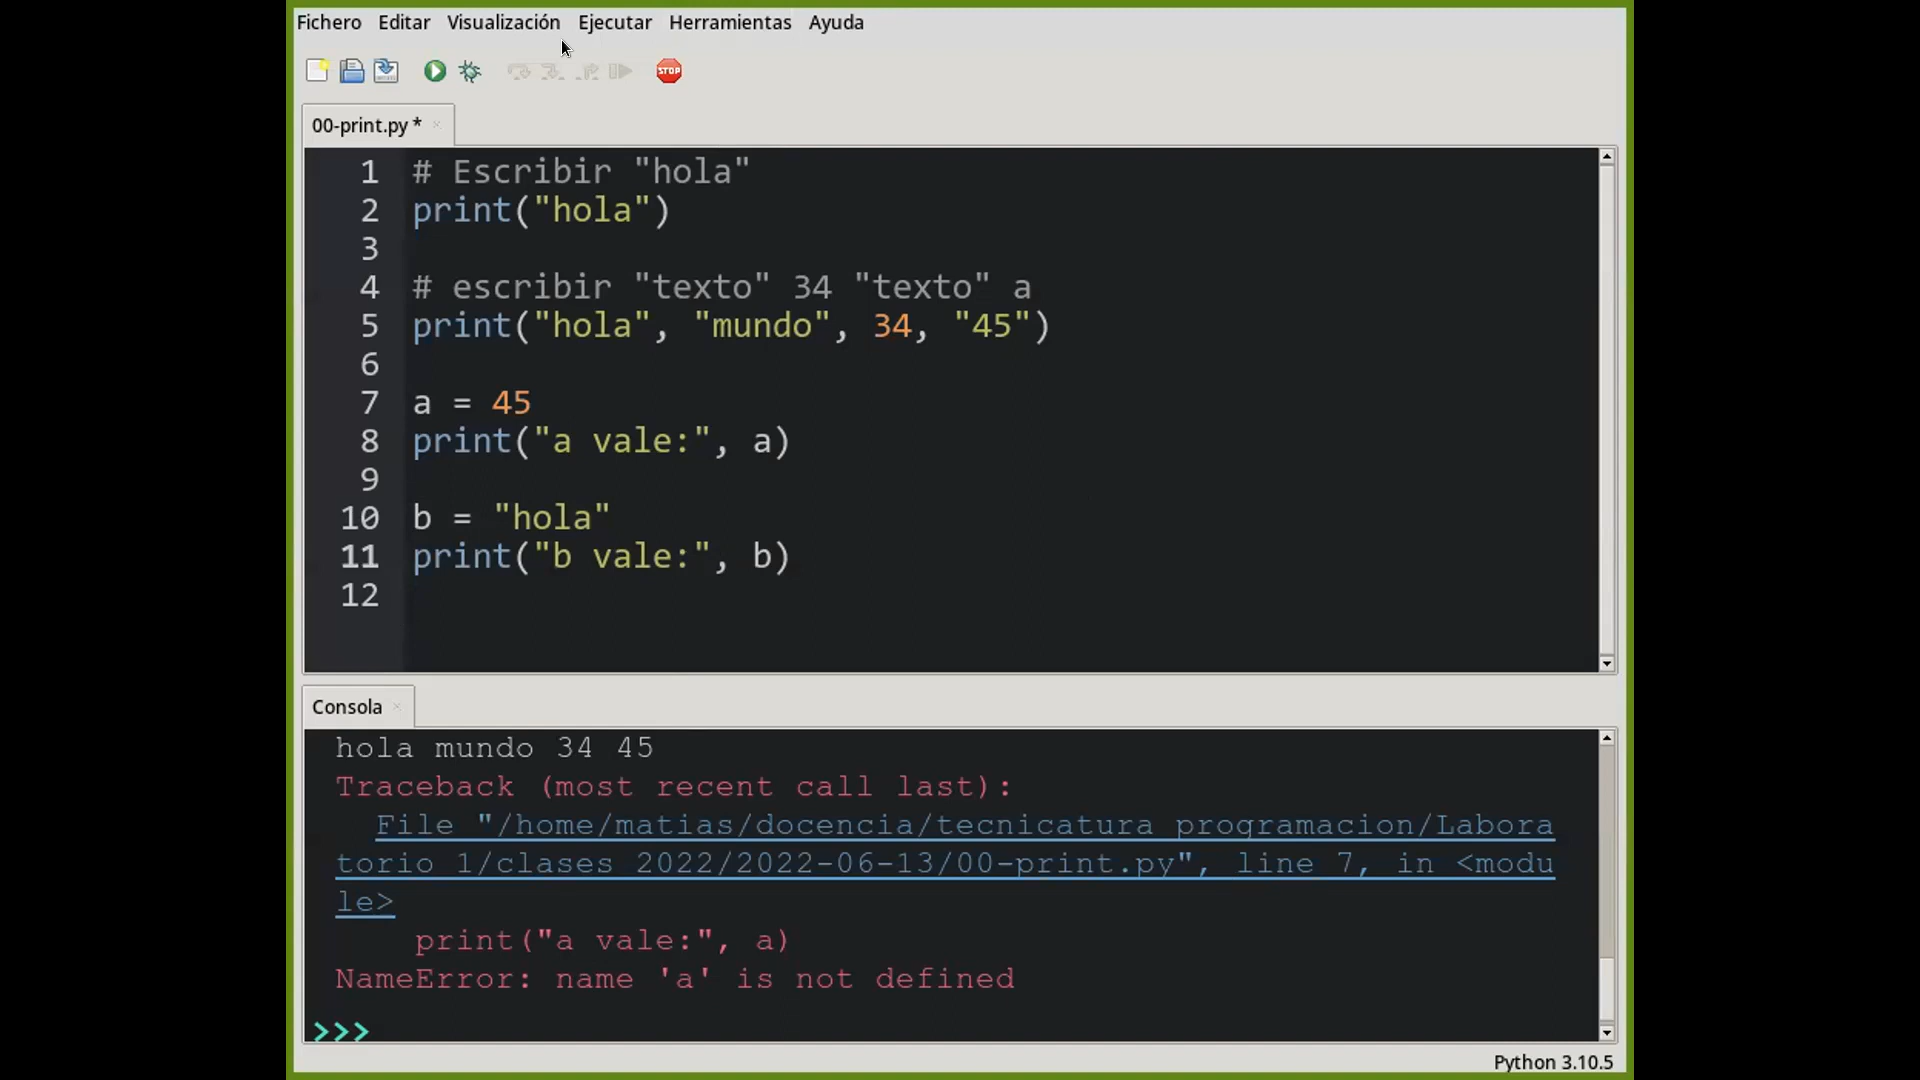 Fichero Editar Visualización Ejecutar Herramientas Ayuda
STOP
00-print.py *
1 # Escribir "hola"
2 print("hola")
3
4 # escribir "texto" 34 "texto" a
5 print("hola", "mundo", 34, "45")
6
7 a = 45
8 print("a vale:", a)
9
10 b = "hola"
11 print("b vale:", b)
12
Consola
hola mundo 34 45
Traceback (most recent call last):
File "/home/matias/docencia/tecnicatura programacion/Labora
torio 1/clases 2022/2022-06-13/00-print.py", line 7, in <modu
le>
print("a vale:", a)
NameError: name 'a' is not defined
>>>
Python 3.10.5